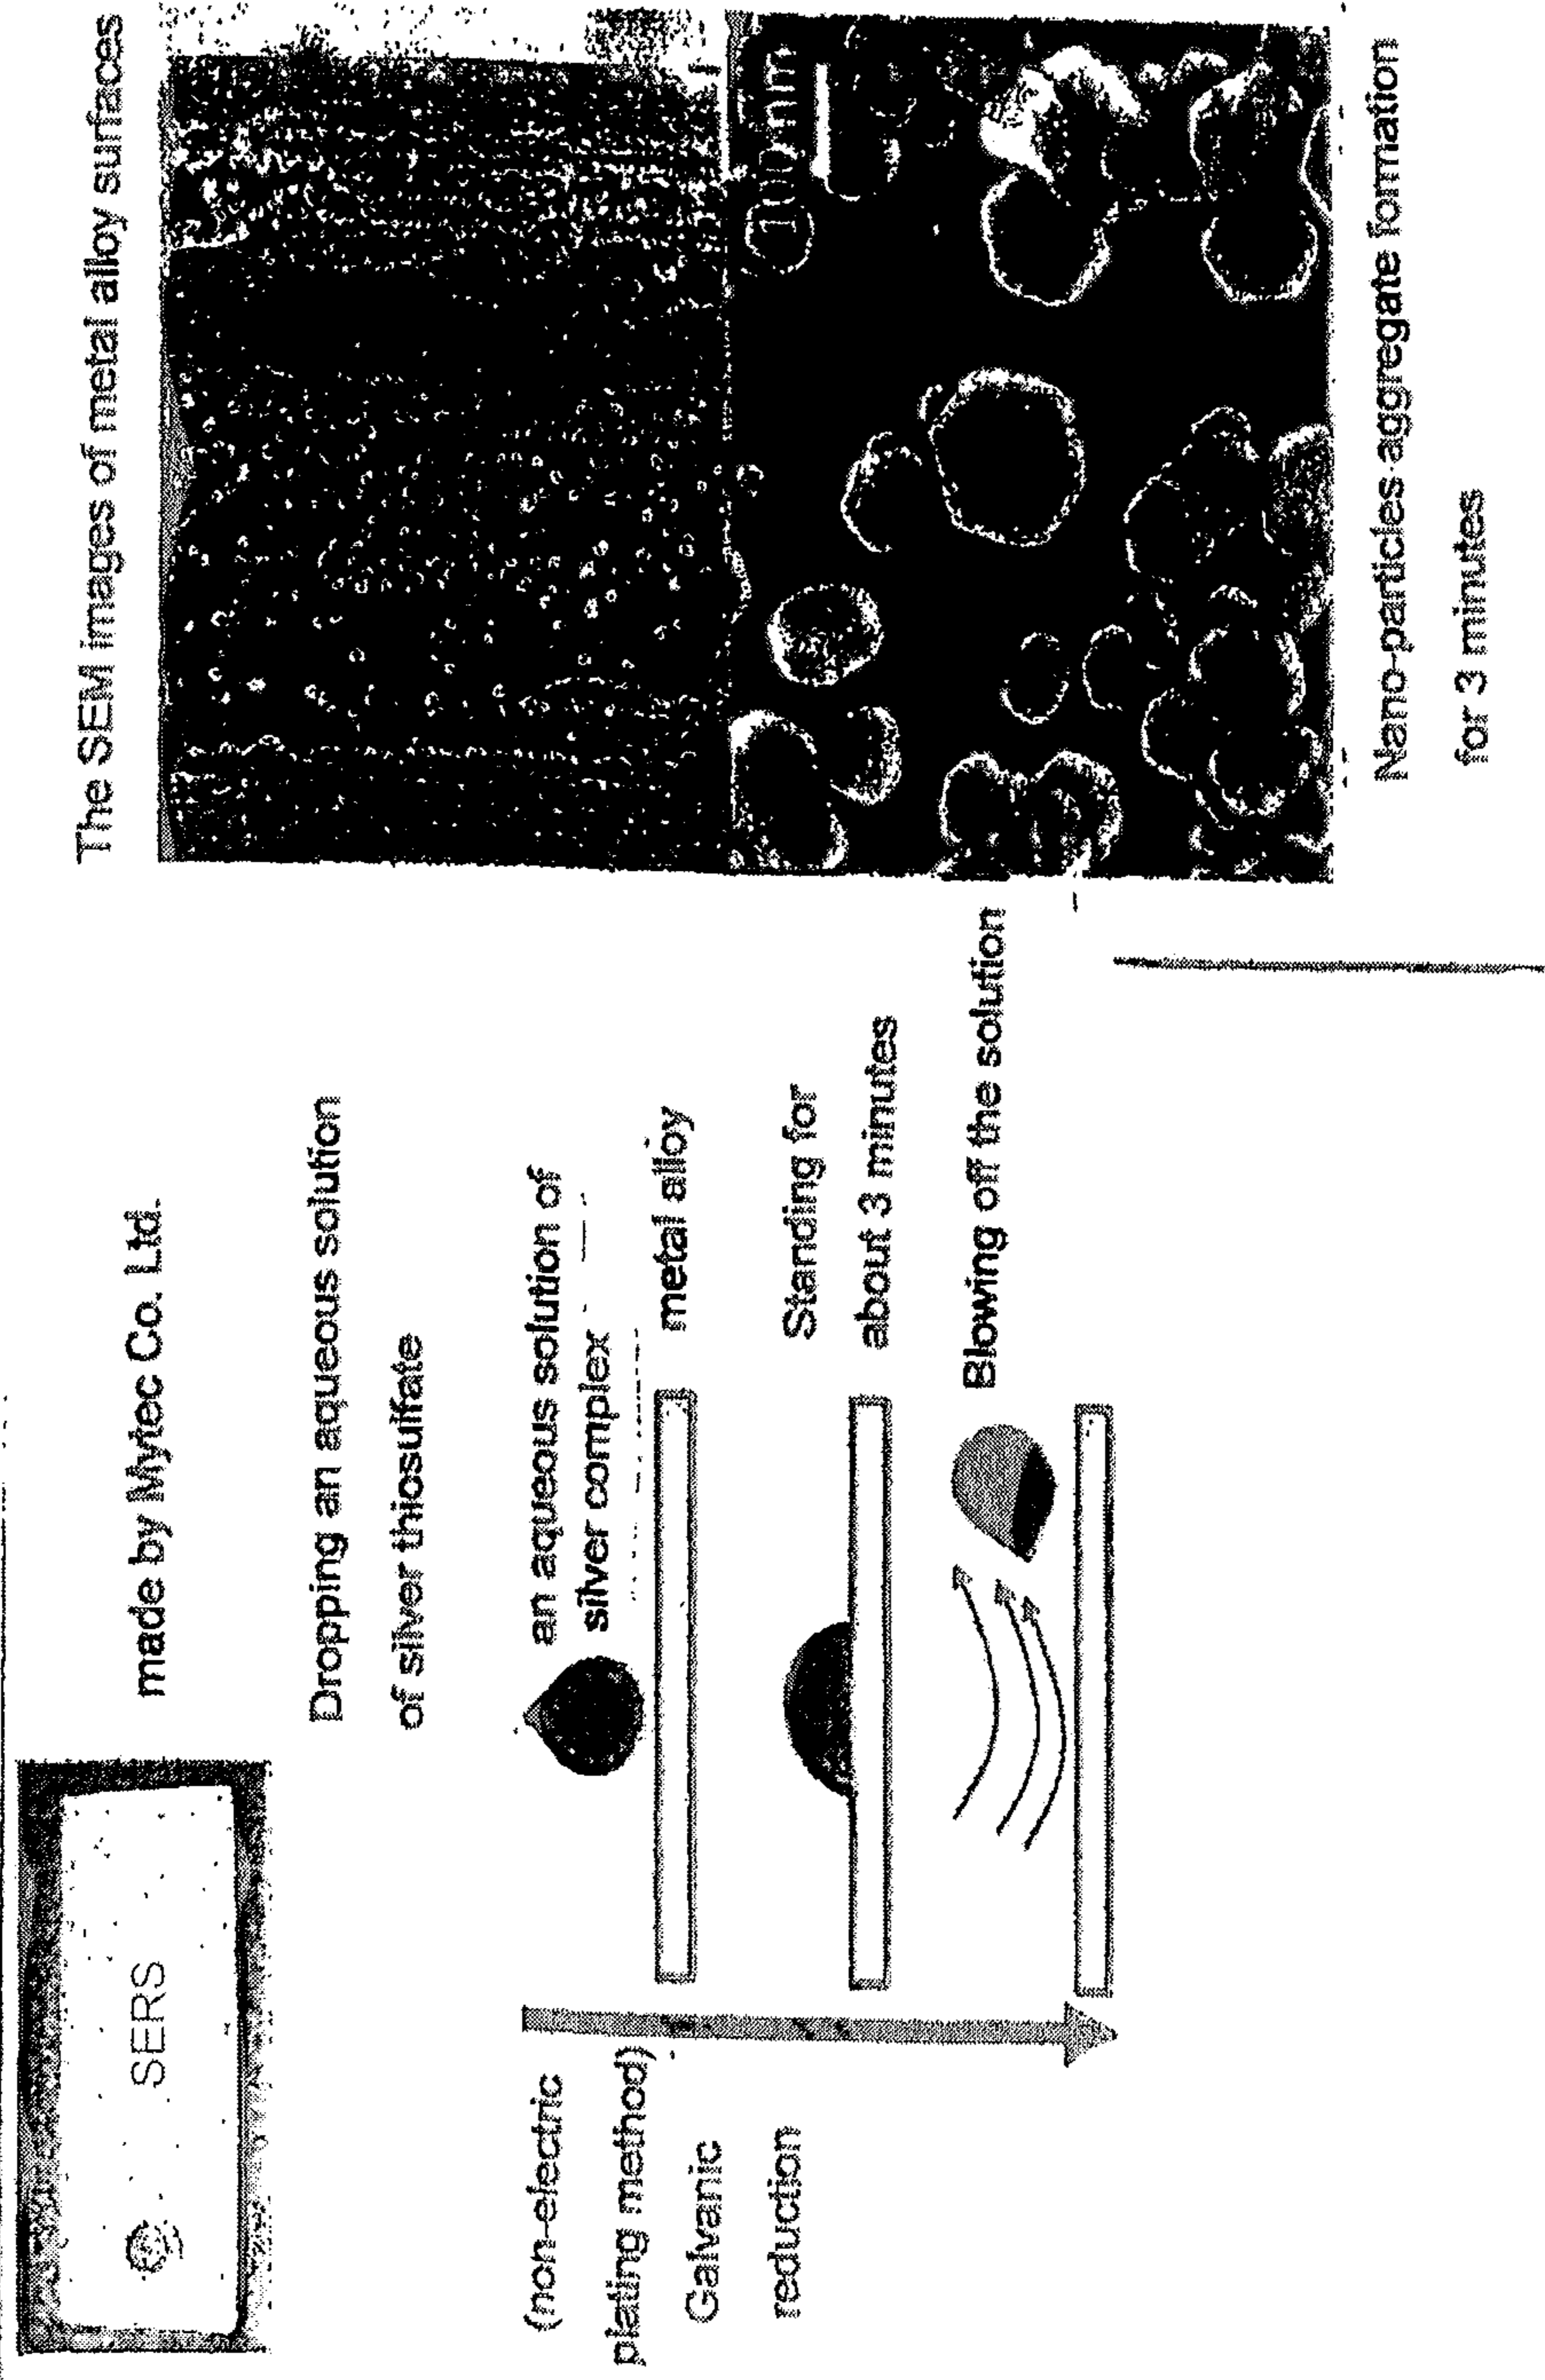 SERS
made by Mytec Co. Ltd.
Dropping an aqueous solution
of silver thiosulfate
(non-electric
plating method)
Galvanic
reduction
an aqueous solution of
silver complex
metal alloy
Standing for
about 3 minutes
Blowing off the solution
The SEM images of metal alloy surfaces
100 nm
Nano-particles aggregate formation
for 3 minutes